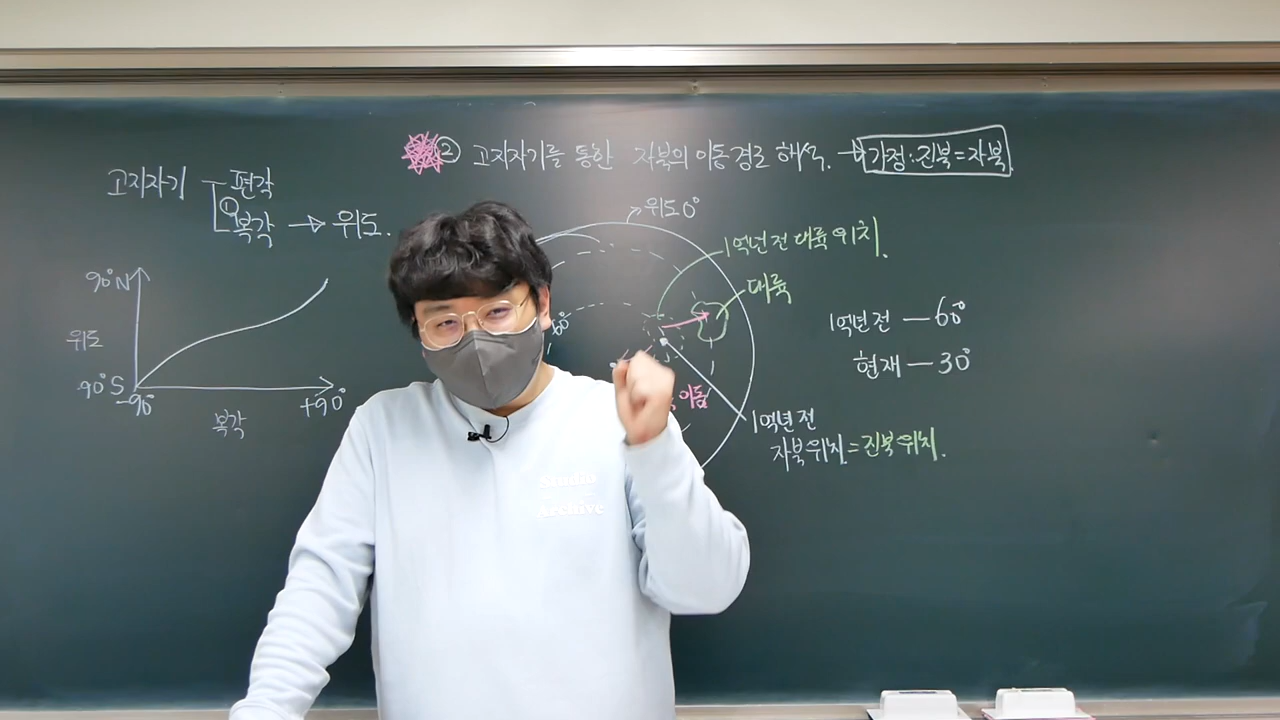 ② 고지자기를 통한 자북의 이동경로 해석. → 가정:진북=자북.
고지자기
편각
①
복각 → 위도.
위도 0°
1억년전 대륙위치.
대륙
90°N
위도
-90°S
-90°
복각
+90°
60°
이동
1억년전 — 60°
현재 — 30°
1억년전
자북위치=진북위치.
Studio
Archive